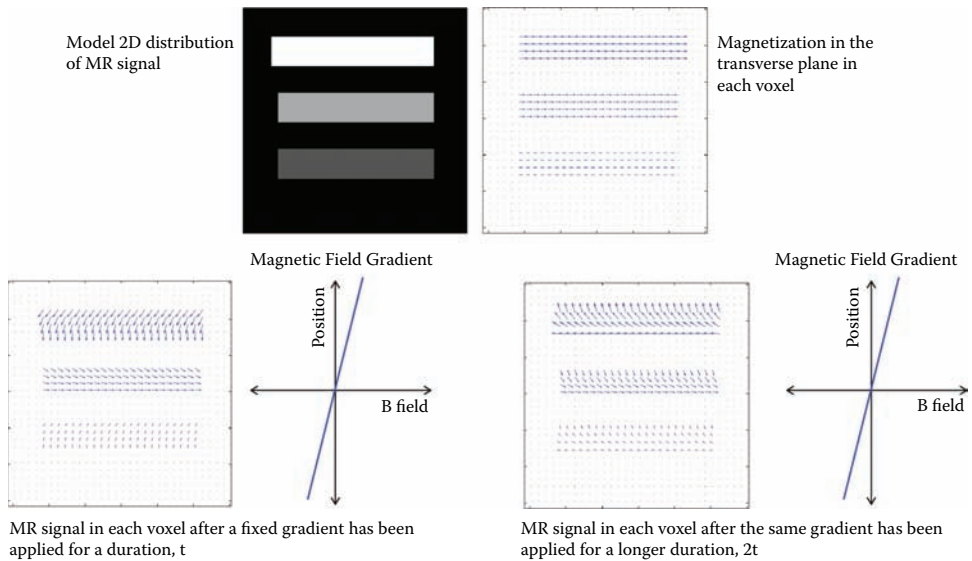 Model 2D distribution
of MR signal
Magnetization in the
transverse plane in
each voxel
Magnetic Field Gradient
Position
B field
Magnetic Field Gradient
Position
B field
MR signal in each voxel after a fixed gradient has been
applied for a duration, t
MR signal in each voxel after the same gradient has been
applied for a longer duration, 2t